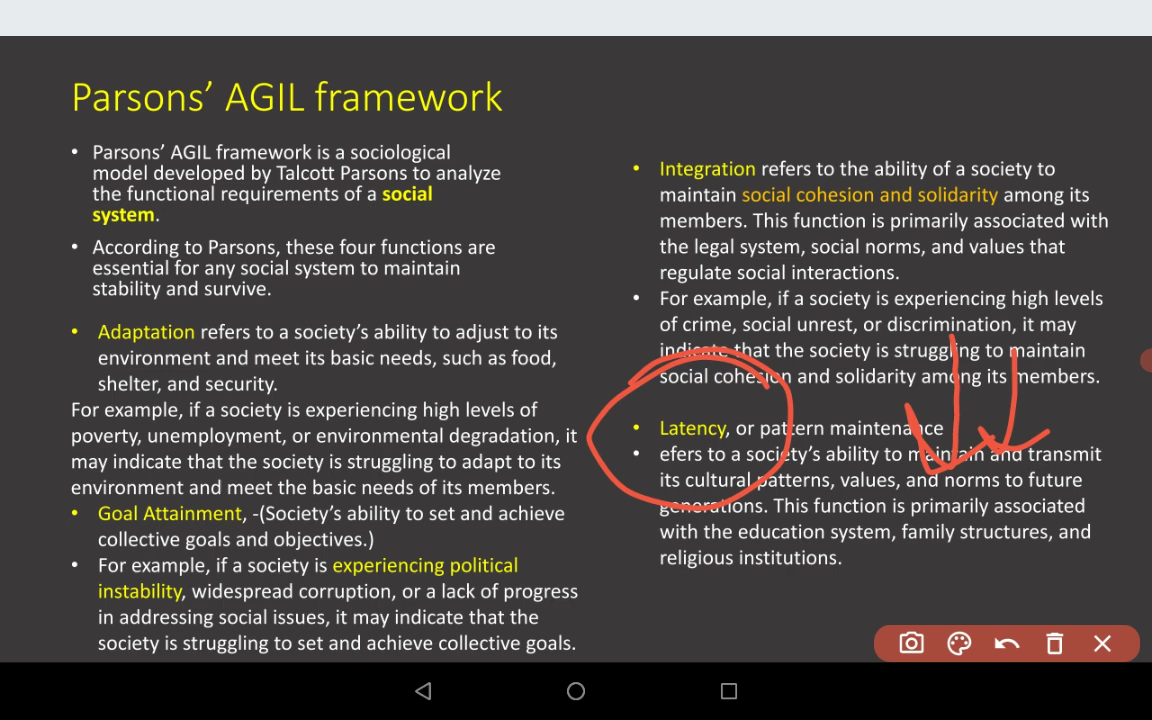 Parsons’ AGIL framework
• Parsons’ AGIL framework is a sociological
model developed by Talcott Parsons to analyze
the functional requirements of a social
system.
• According to Parsons, these four functions are
essential for any social system to maintain
stability and survive.
• Adaptation refers to a society’s ability to adjust to its
environment and meet its basic needs, such as food,
shelter, and security.
For example, if a society is experiencing high levels of
poverty, unemployment, or environmental degradation, it
may indicate that the society is struggling to adapt to its
environment and meet the basic needs of its members.
• Goal Attainment, -(Society’s ability to set and achieve
collective goals and objectives.)
• For example, if a society is experiencing political
instability, widespread corruption, or a lack of progress
in addressing social issues, it may indicate that the
society is struggling to set and achieve collective goals.
• Integration refers to the ability of a society to
maintain social cohesion and solidarity among its
members. This function is primarily associated with
the legal system, social norms, and values that
regulate social interactions.
• For example, if a society is experiencing high levels
of crime, social unrest, or discrimination, it may
indicate that the society is struggling to maintain
social cohesion and solidarity among its members.
• Latency, or pattern maintenance
• efers to a society’s ability to maintain and transmit
its cultural patterns, values, and norms to future
generations. This function is primarily associated
with the education system, family structures, and
religious institutions.